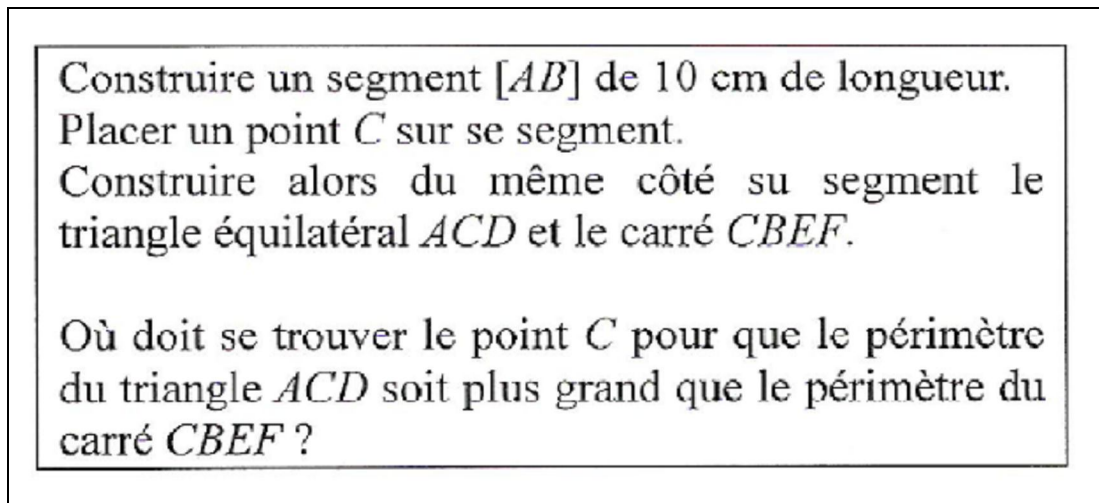 Construire un segment [AB] de 10 cm de longueur.
Placer un point C sur se segment.
Construire alors du même côté su segment le
triangle équilatéral ACD et le carré CBEF.
Où doit se trouver le point C pour que le périmètre
du triangle ACD soit plus grand que le périmètre du
carré CBEF ?